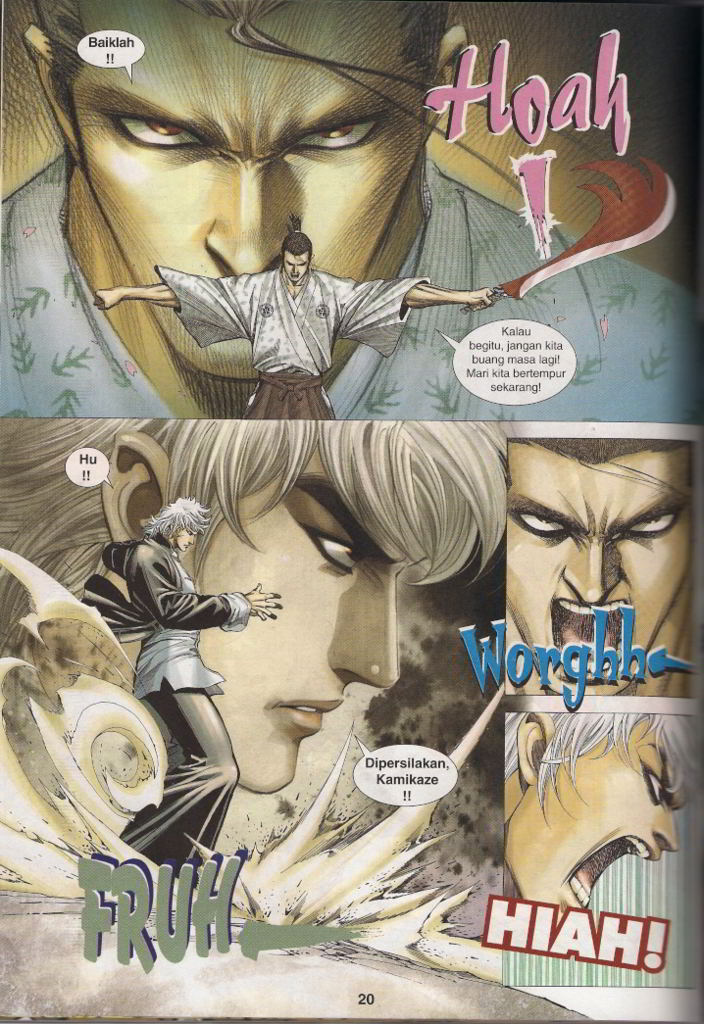 Baiklah
!!
Hoah
!
Kalau
begitu, jangan kita
buang masa lagi!
Mari kita bertempur
sekarang!
Hu
!!
Worghh
Dipersilakan,
Kamikaze
!!
FRUH
HIAH!
20